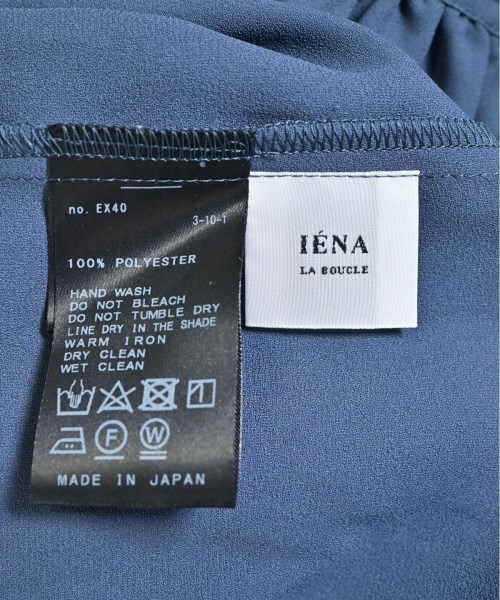 no. EX40
3-10-1
100% POLYESTER
HAND WASH
DO NOT BLEACH
DO NOT TUMBLE DRY
LINE DRY IN THE SHADE
WARM IRON
DRY CLEAN
WET CLEAN
F W
MADE IN JAPAN
IÉNA
LA BOUCLE